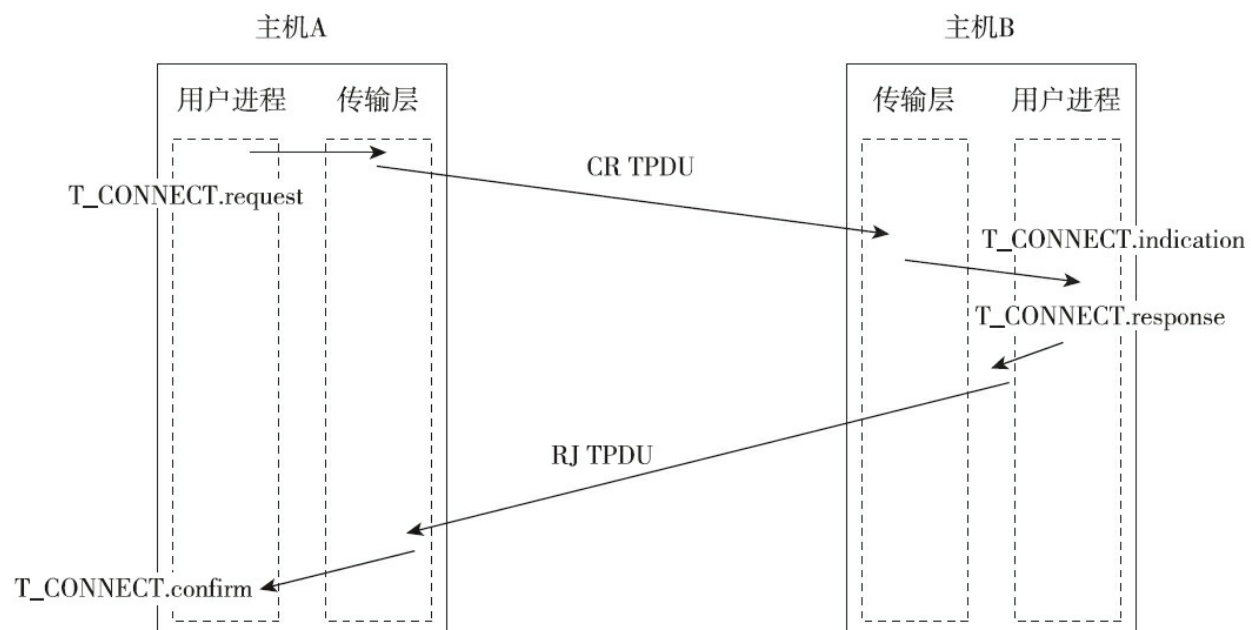 主机A
主机B
用户进程
传输层
传输层
用户进程
T_CONNECT.request
CR TPDU
T_CONNECT.indication
T_CONNECT.response
RJ TPDU
T_CONNECT.confirm